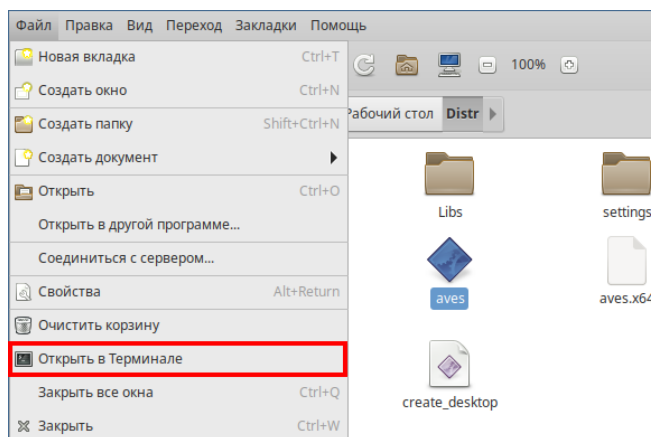 Файл Правка Вид Переход Закладки Помощь
Новая вкладка Ctrl+T
Создать окно Ctrl+N
Создать папку Shift+Ctrl+N
Создать документ
Открыть Ctrl+O
Открыть в другой программе...
Соединиться с сервером...
Свойства Alt+Return
Очистить корзину
Открыть в Терминале
Закрыть все окна Ctrl+Q
Закрыть Ctrl+W
100%
Рабочий стол Distr
Libs settings
aves aves.x64
create_desktop